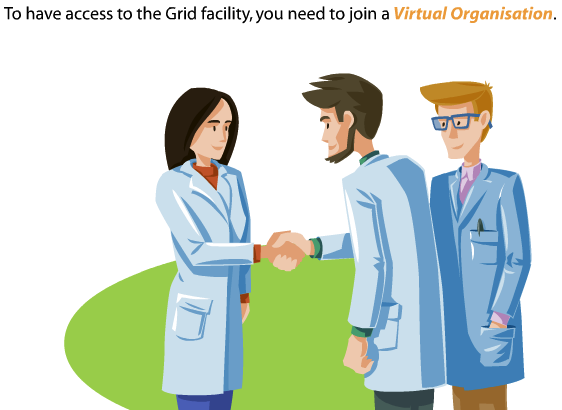 To have access to the Grid facility, you need to join a Virtual Organisation.